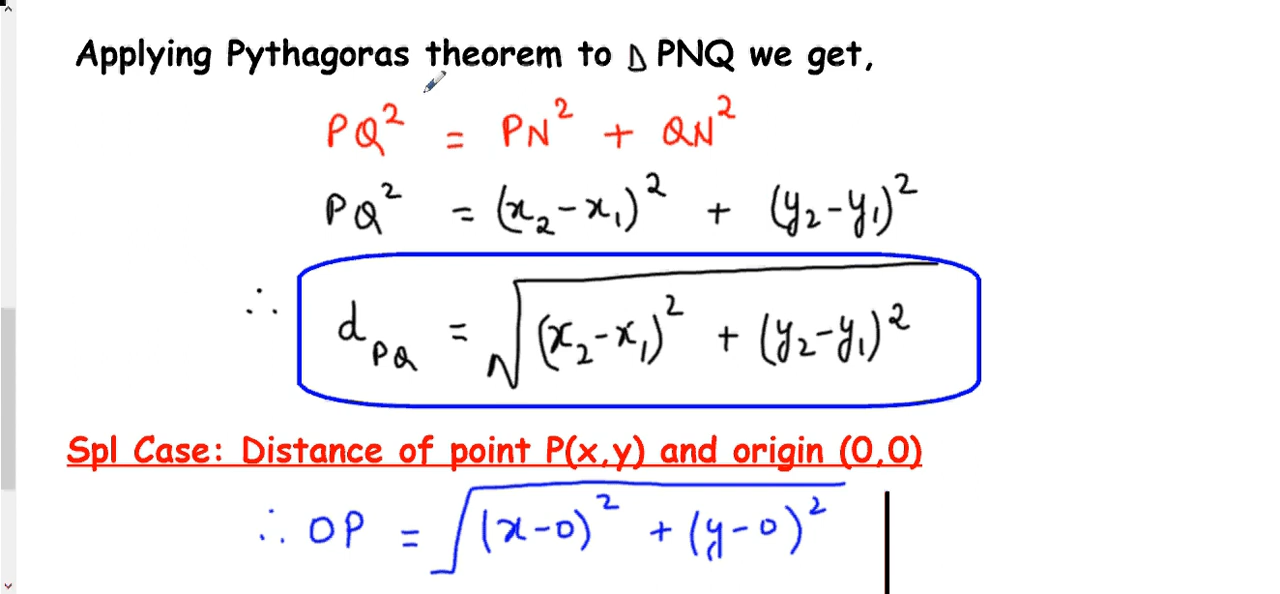 Applying Pythagoras theorem to Δ PNQ we get,
PQ² = PN² + QN²
PQ² = (x₂-x₁)² + (y₂-y₁)²
∴ d_PQ = √((x₂-x₁)² + (y₂-y₁)²)
Spl Case: Distance of point P(x,y) and origin (0,0)
∴ OP = √((x-0)² + (y-0)²)